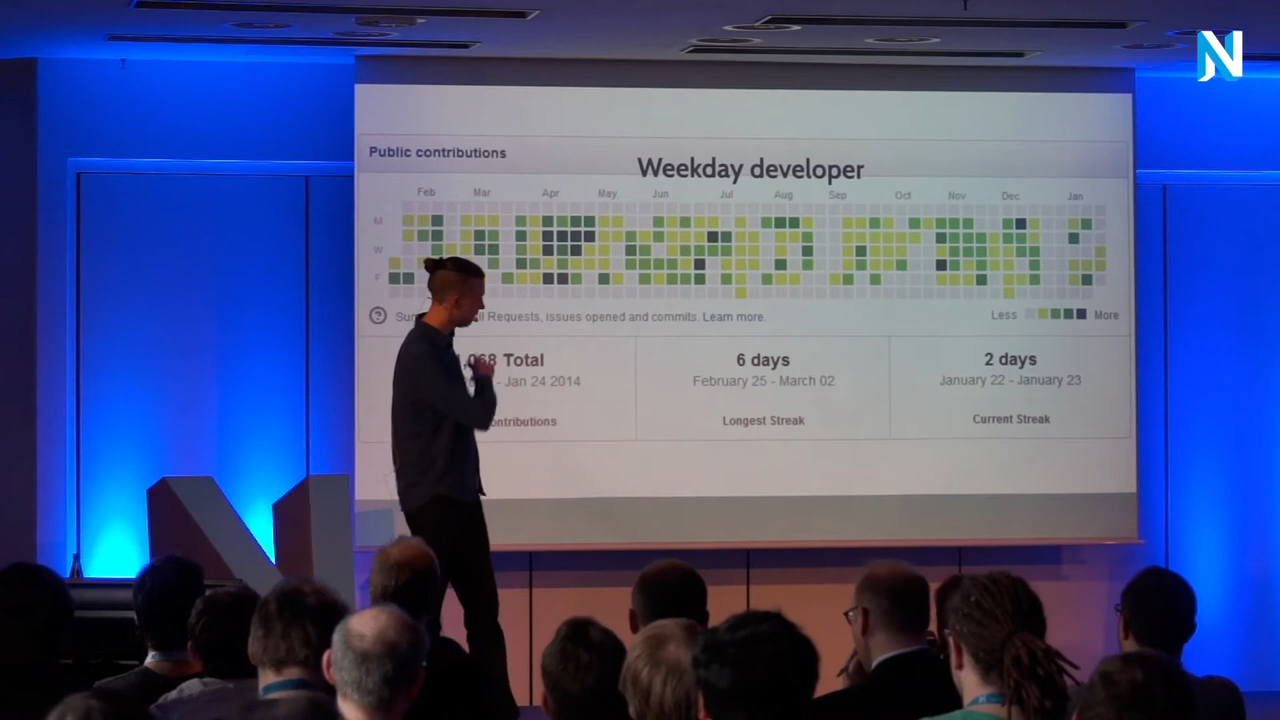 N
Public contributions
Weekday developer
Feb Mar Apr May Jun Jul Aug Sep Oct Nov Dec Jan
M
W
F
? Requests, issues opened and commits. Learn more.
Less More
Total
6 days
2 days
- Jan 24 2014
February 25 - March 02
January 22 - January 23
Longest Streak
Current Streak